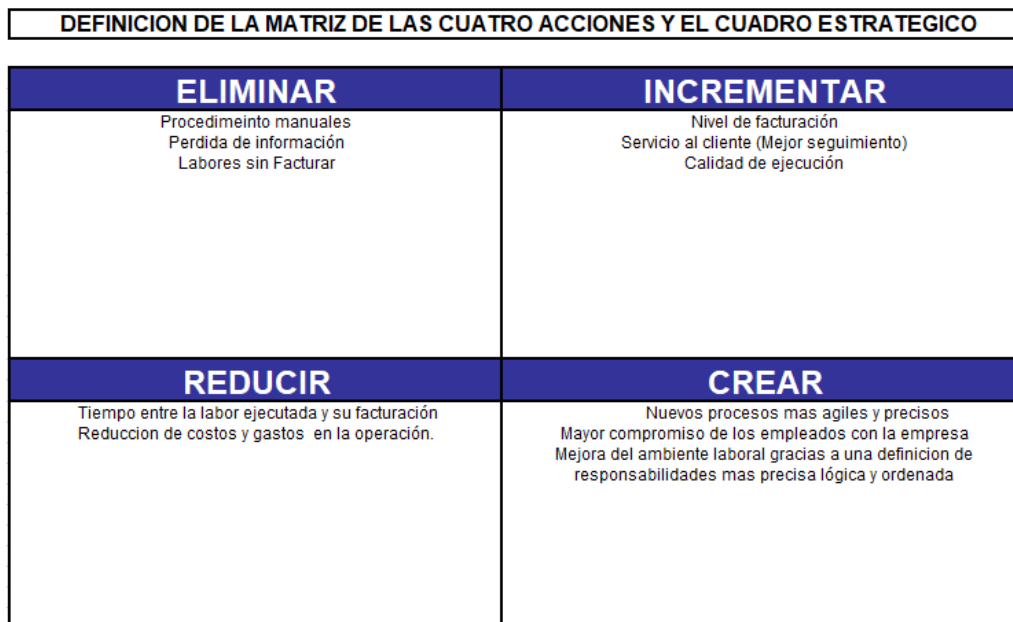 DEFINICION DE LA MATRIZ DE LAS CUATRO ACCIONES Y EL CUADRO ESTRATEGICO
ELIMINAR
Procedimeinto manuales
Perdida de información
Labores sin Facturar
INCREMENTAR
Nivel de facturación
Servicio al cliente (Mejor seguimiento)
Calidad de ejecución
REDUCIR
Tiempo entre la labor ejecutada y su facturación
Reduccion de costos y gastos en la operación.
CREAR
Nuevos procesos mas agiles y precisos
Mayor compromiso de los empleados con la empresa
Mejora del ambiente laboral gracias a una definicion de
responsabilidades mas precisa lógica y ordenada